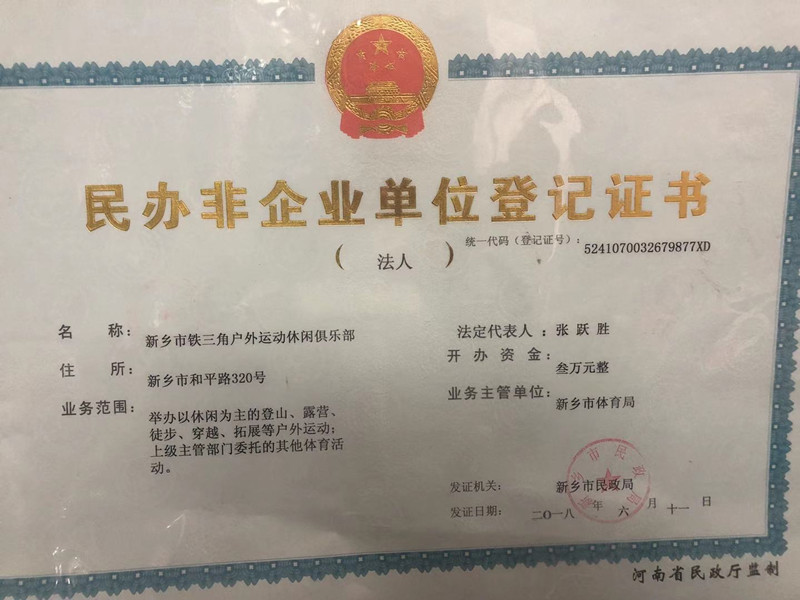 民办非企业单位登记证书
（法人）
统一代码（登记证号）：5241070032679877XD
名称：新乡市铁三角户外运动休闲俱乐部
住所：新乡市和平路320号
业务范围：举办以休闲为主的登山、露营、
徒步、穿越、拓展等户外运动；
上级主管部门委托的其他体育活
动。
法定代表人：张跃胜
开办资金：叁万元整
业务主管单位：新乡市体育局
发证机关：新乡市民政局
发证日期：二〇一八年六月十一日
新乡市民政局
河南省民政厅监制